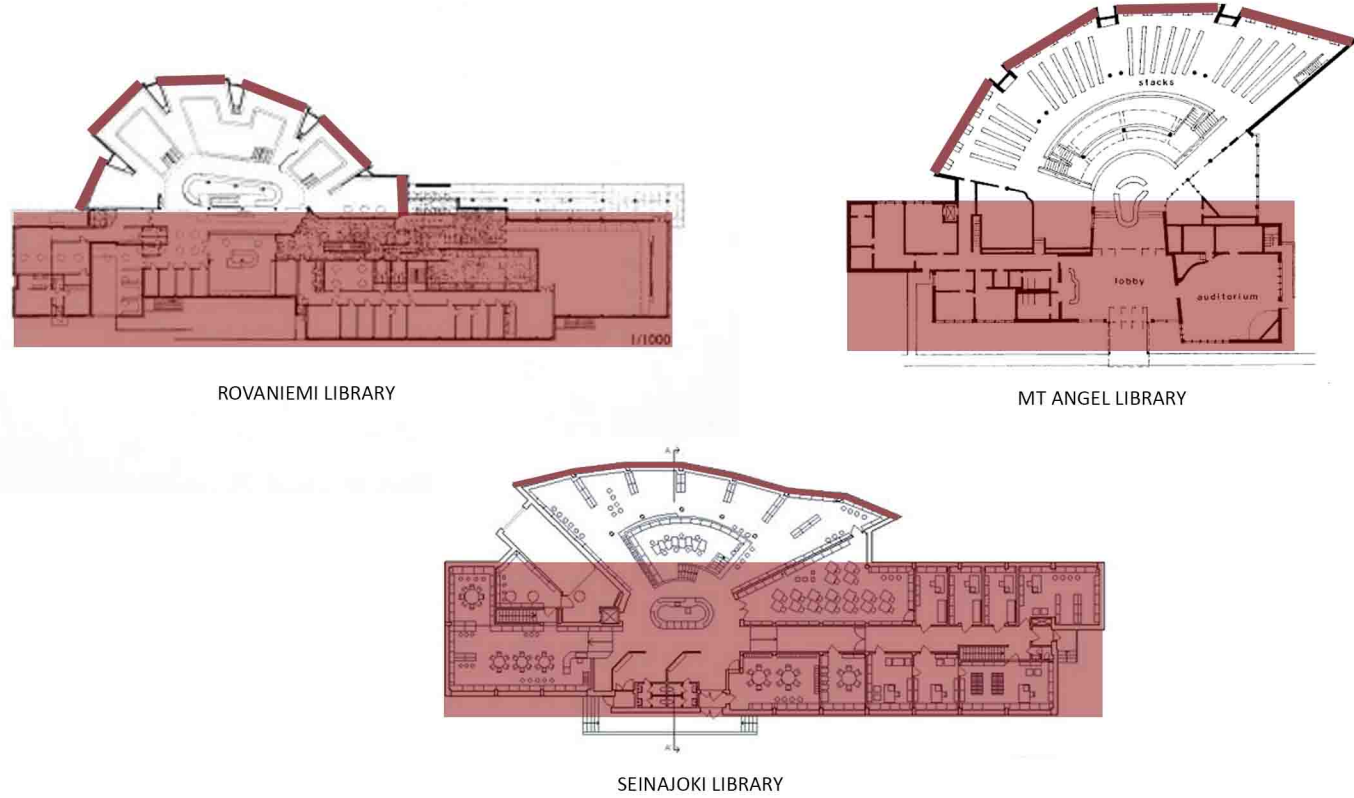 stacks
lobby
auditorium
1/1000
ROVANIEMI LIBRARY
MT ANGEL LIBRARY
A
A'
SEINAJOKI LIBRARY